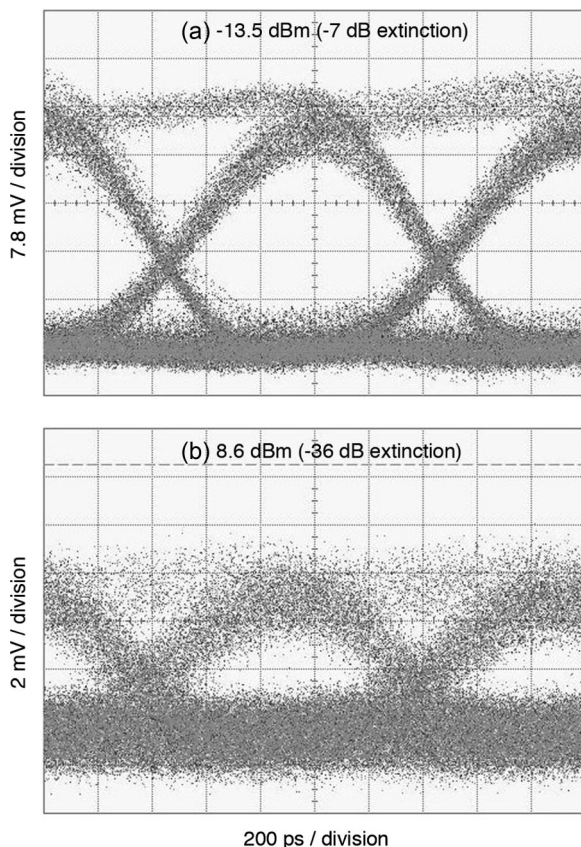 (a) -13.5 dBm (-7 dB extinction)
7.8 mV / division
(b) 8.6 dBm (-36 dB extinction)
2 mV / division
200 ps / division